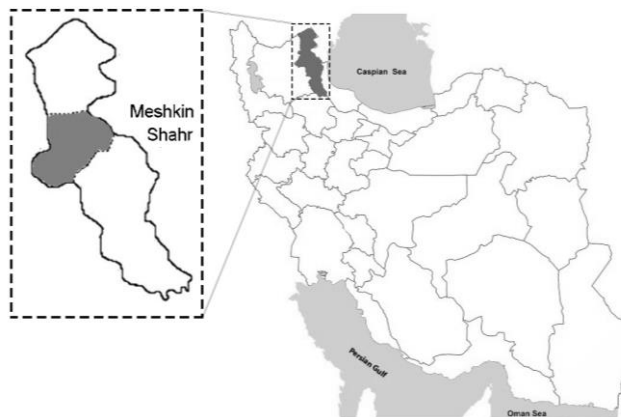 Meshkin
Shahr
Caspian Sea
Persian Gulf
Oman Sea